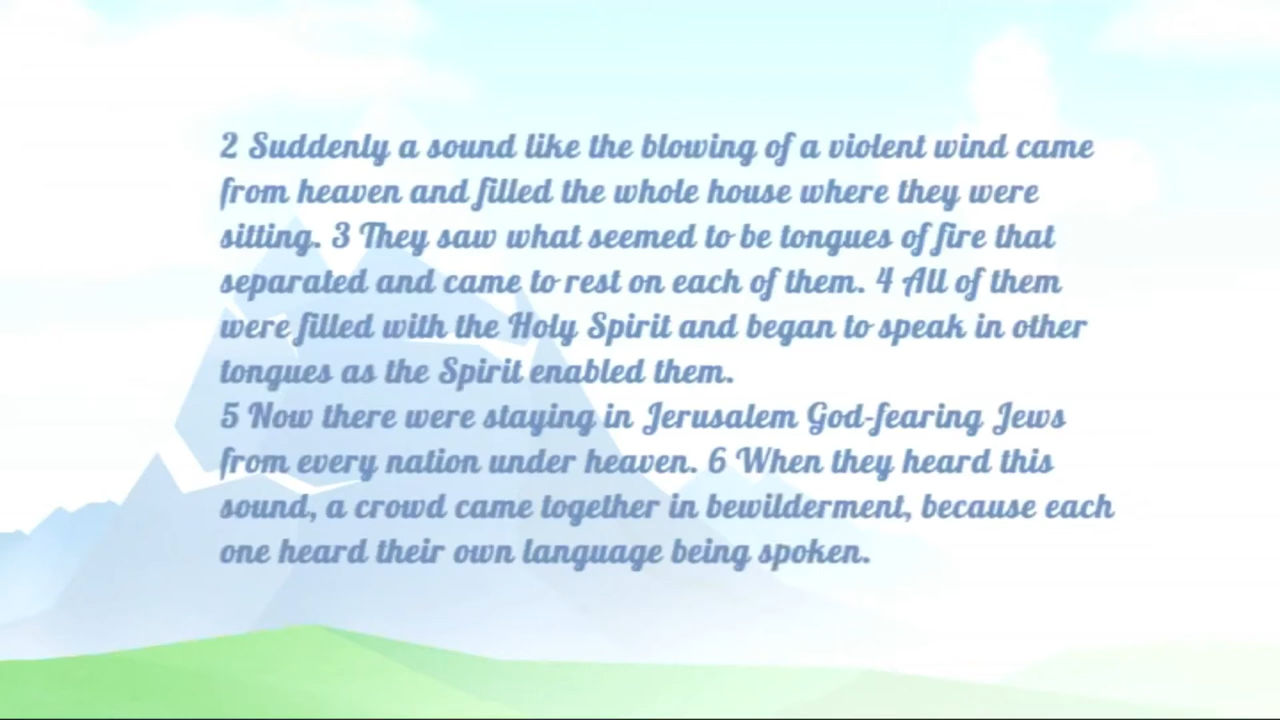 2 Suddenly a sound like the blowing of a violent wind came
from heaven and filled the whole house where they were
sitting. 3 They saw what seemed to be tongues of fire that
separated and came to rest on each of them. 4 All of them
were filled with the Holy Spirit and began to speak in other
tongues as the Spirit enabled them.
5 Now there were staying in Jerusalem God-fearing Jews
from every nation under heaven. 6 When they heard this
sound, a crowd came together in bewilderment, because each
one heard their own language being spoken.